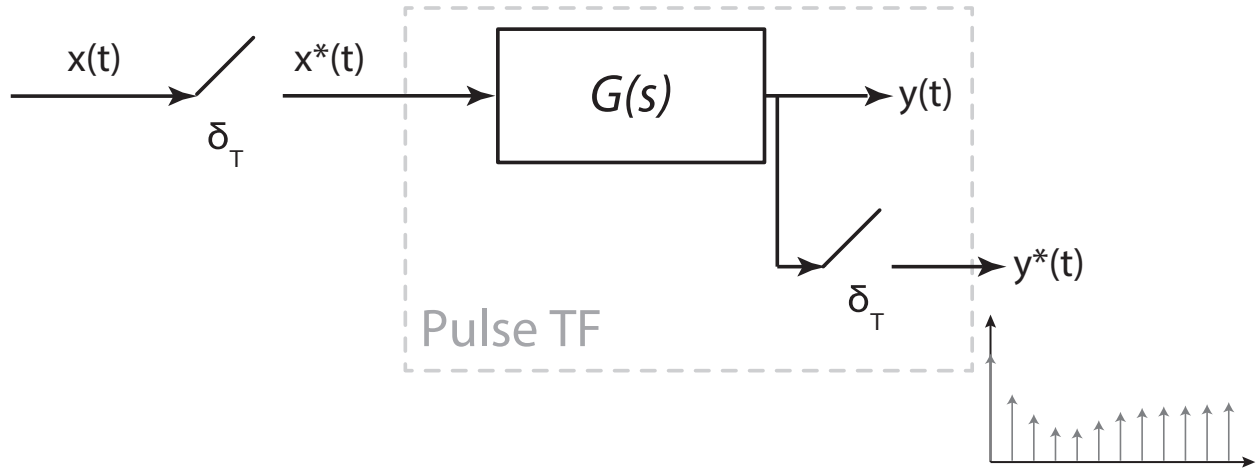 x(t)
x*(t)
G(s)
y(t)
δT
y*(t)
δT
Pulse TF